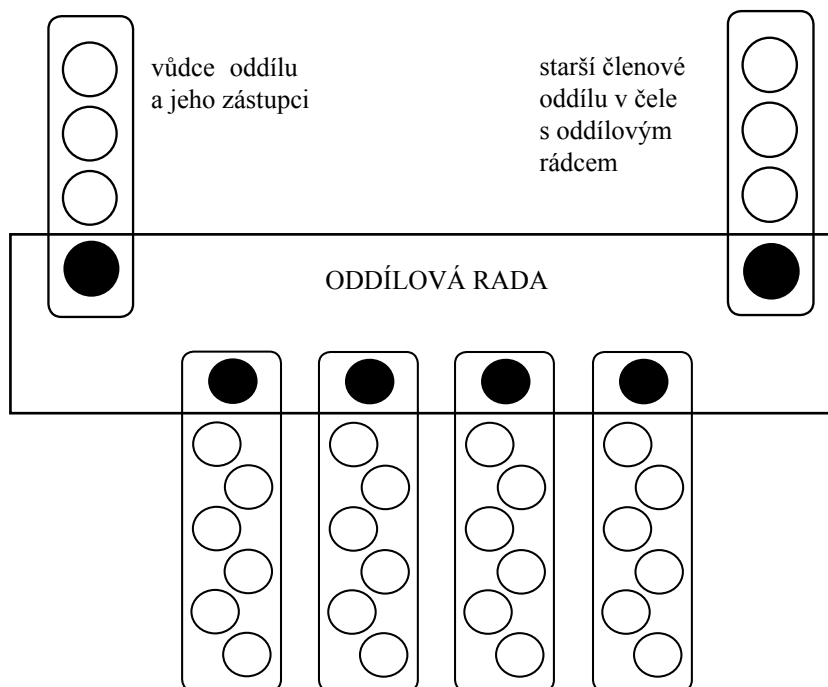 vůdce oddílu
a jeho zástupci
starší členové
oddílu v čele
s oddílovým
rádcem
ODDÍLOVÁ RADA